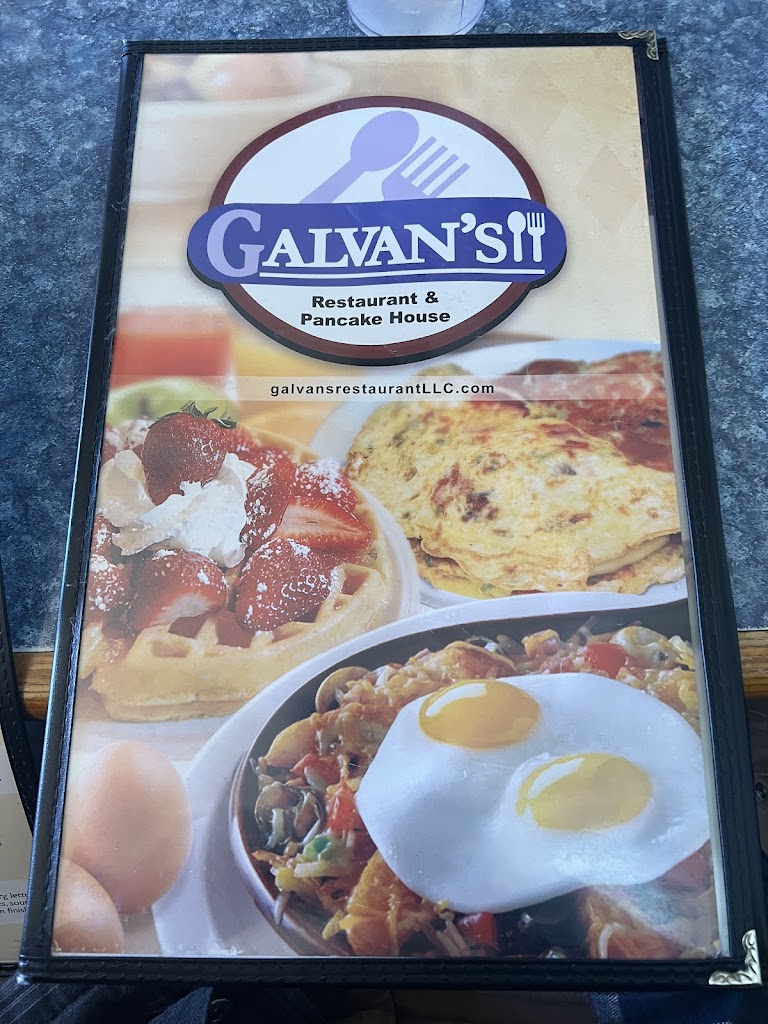 GALVAN'S
Restaurant &
Pancake House
galvansrestaurantLLC.com